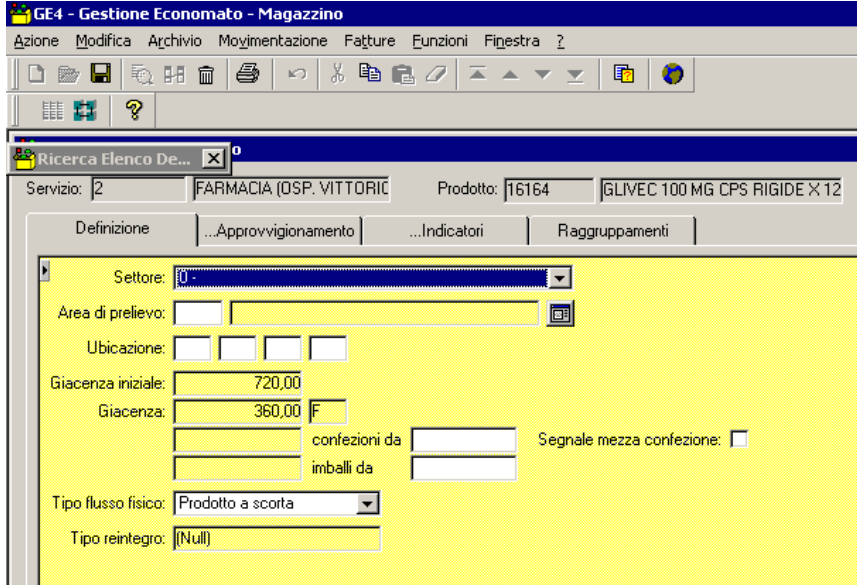 GE4 - Gestione Economato - Magazzino
Azione Modifica Archivio Movimentazione Fatture Funzioni Finestra ?
Ricerca Elenco De...
o
Servizio: 2 FARMACIA (OSP. VITTORIO Prodotto: 16164 GLIVEC 100 MG CPS RIGIDE X 12
Definizione ...Approvvigionamento ...Indicatori Raggruppamenti
Settore: 0 -
Area di prelievo:
Ubicazione:
Giacenza iniziale: 720,00
Giacenza: 360,00 F
confezioni da Segnale mezza confezione:
imballi da
Tipo flusso fisico: Prodotto a scorta
Tipo reintegro: (Null)